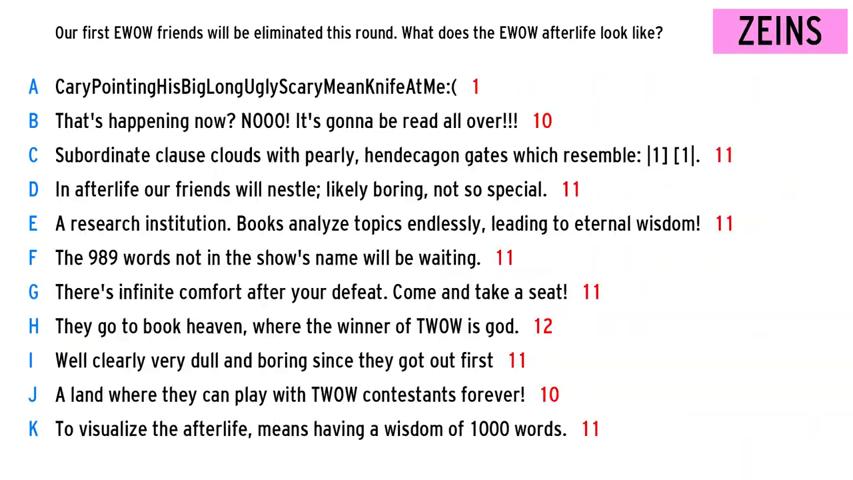 Our first EWOW friends will be eliminated this round. What does the EWOW afterlife look like?
ZEINS
A CaryPointingHisBigLongUglyScaryMeanKnifeAtMe:( 1
B That's happening now? NOOO! It's gonna be read all over!!! 10
C Subordinate clause clouds with pearly, hendecagon gates which resemble: |1] [1|. 11
D In afterlife our friends will nestle; likely boring, not so special. 11
E A research institution. Books analyze topics endlessly, leading to eternal wisdom! 11
F The 989 words not in the show's name will be waiting. 11
G There's infinite comfort after your defeat. Come and take a seat! 11
H They go to book heaven, where the winner of TWOW is god. 12
I Well clearly very dull and boring since they got out first 11
J A land where they can play with TWOW contestants forever! 10
K To visualize the afterlife, means having a wisdom of 1000 words. 11